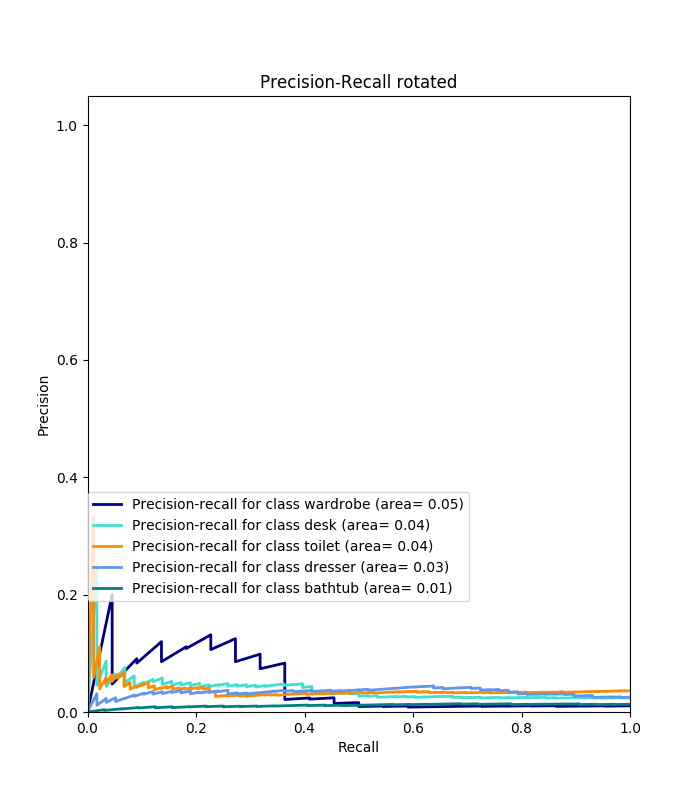 Precision-Recall rotated
1.0
0.8
0.6
0.4
0.2
0.0
Precision
Precision-recall for class wardrobe (area= 0.05)
Precision-recall for class desk (area= 0.04)
Precision-recall for class toilet (area= 0.04)
Precision-recall for class dresser (area= 0.03)
Precision-recall for class bathtub (area= 0.01)
0.0 0.2 0.4 0.6 0.8 1.0
Recall